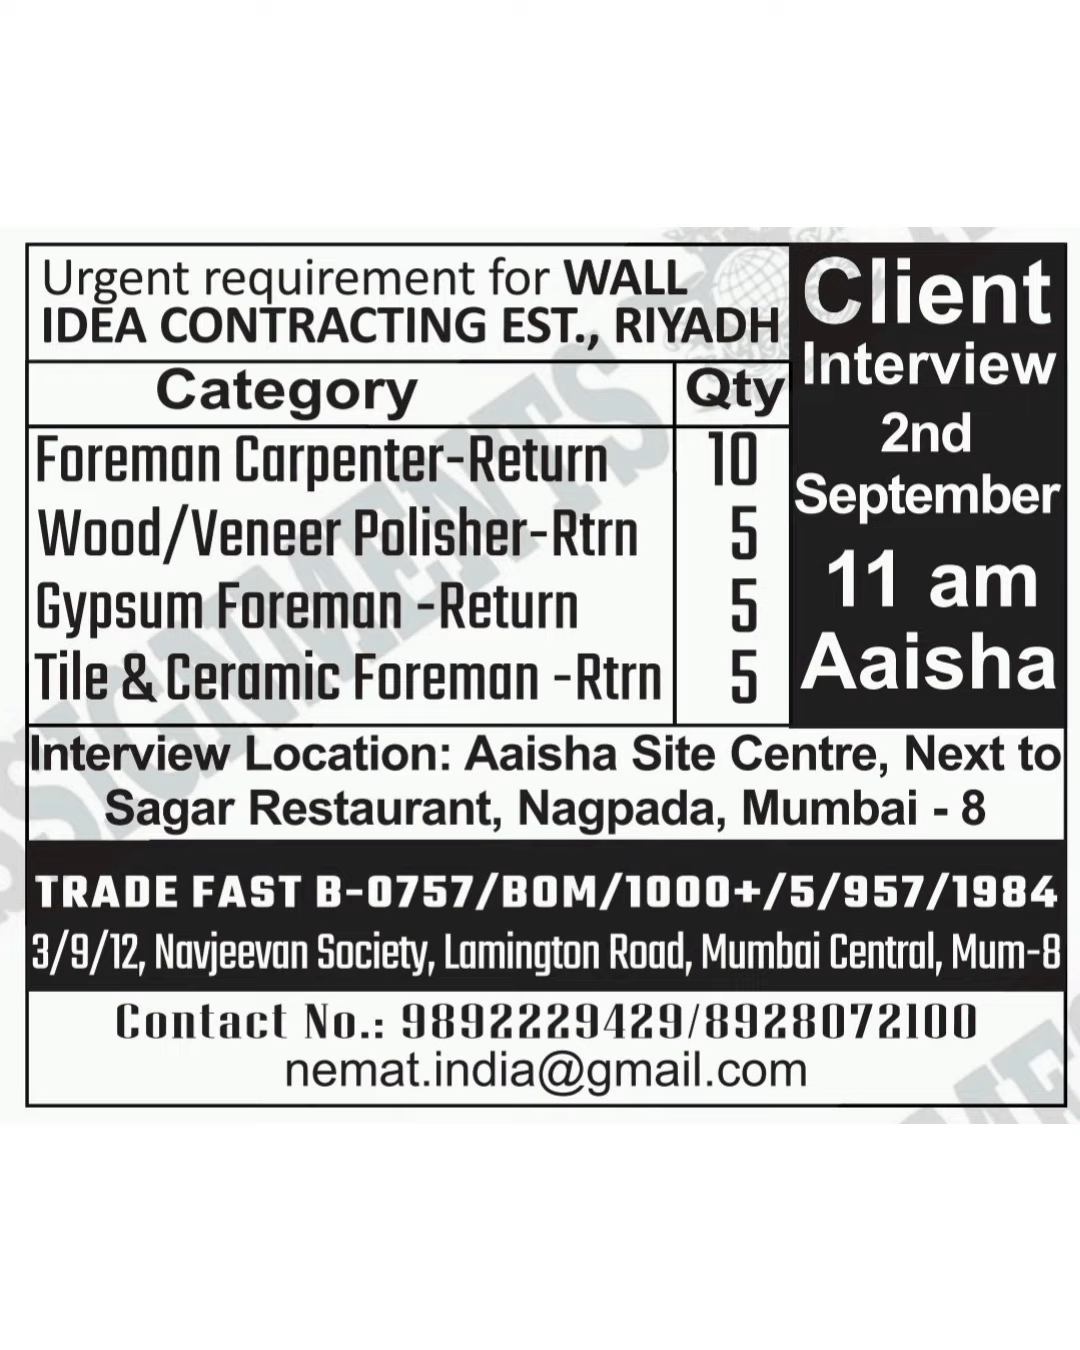 Urgent requirement for WALL
IDEA CONTRACTING EST., RIYADH
Category Qty
Foreman Carpenter-Return 10
Wood/Veneer Polisher-Rtrn 5
Gypsum Foreman -Return 5
Tile & Ceramic Foreman -Rtrn 5
Client
Interview
2nd
September
11 am
Aaisha
Interview Location: Aaisha Site Centre, Next to
Sagar Restaurant, Nagpada, Mumbai - 8
TRADE FAST B-0757/BOM/1000+/5/957/1984
3/9/12, Navjeevan Society, Lamington Road, Mumbai Central, Mum-8
Contact No.: 9892229429/8928072100
nemat.india@gmail.com